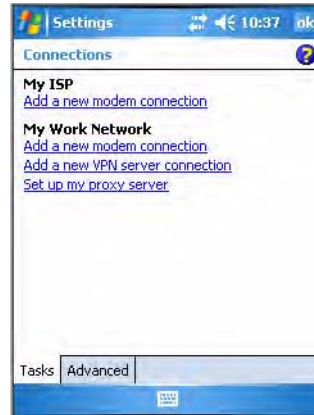 Settings 10:37 ok
Connections
My ISP
Add a new modem connection
My Work Network
Add a new modem connection
Add a new VPN server connection
Set up my proxy server
Tasks Advanced